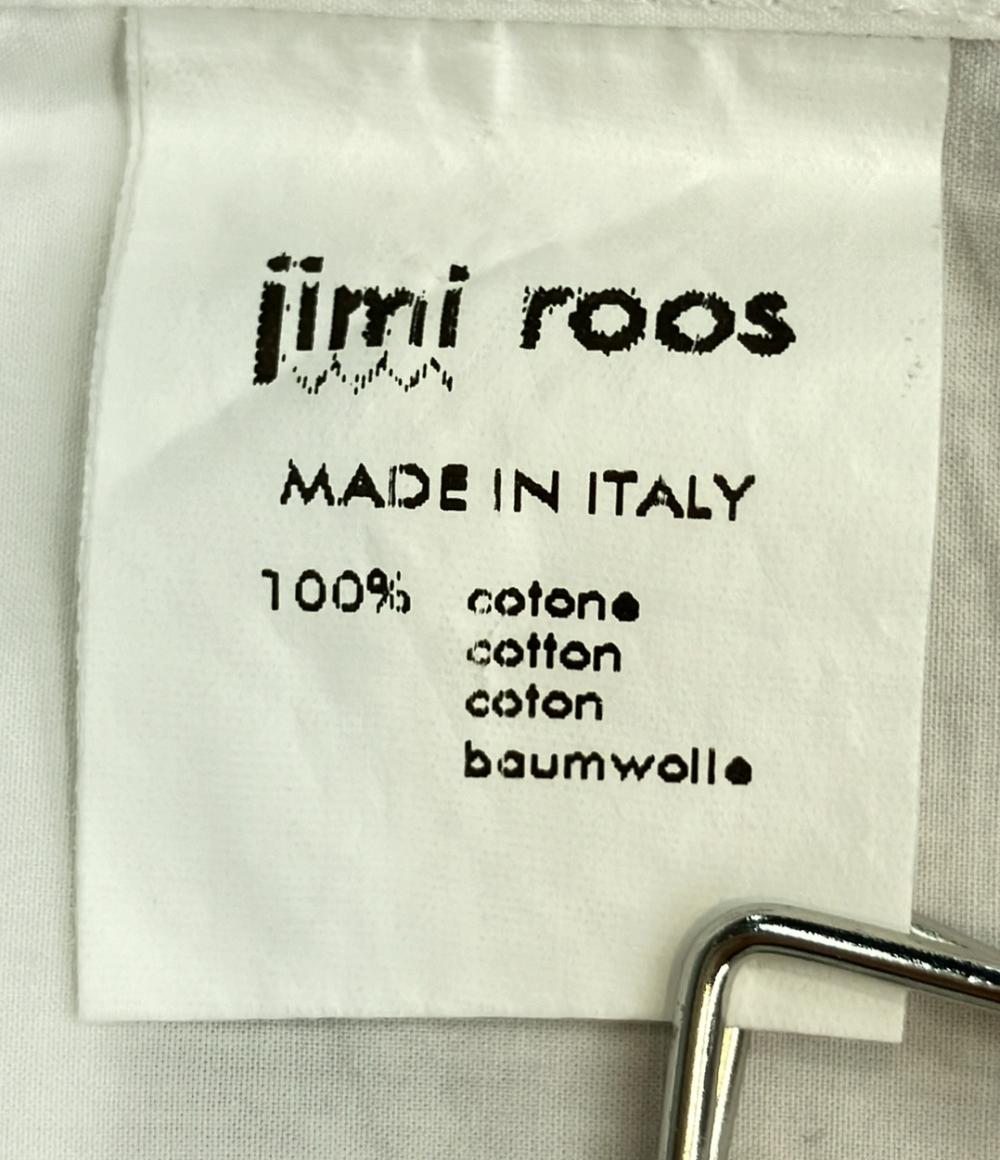 jimi roos
MADE IN ITALY
100% cotone
cotton
coton
baumwolle